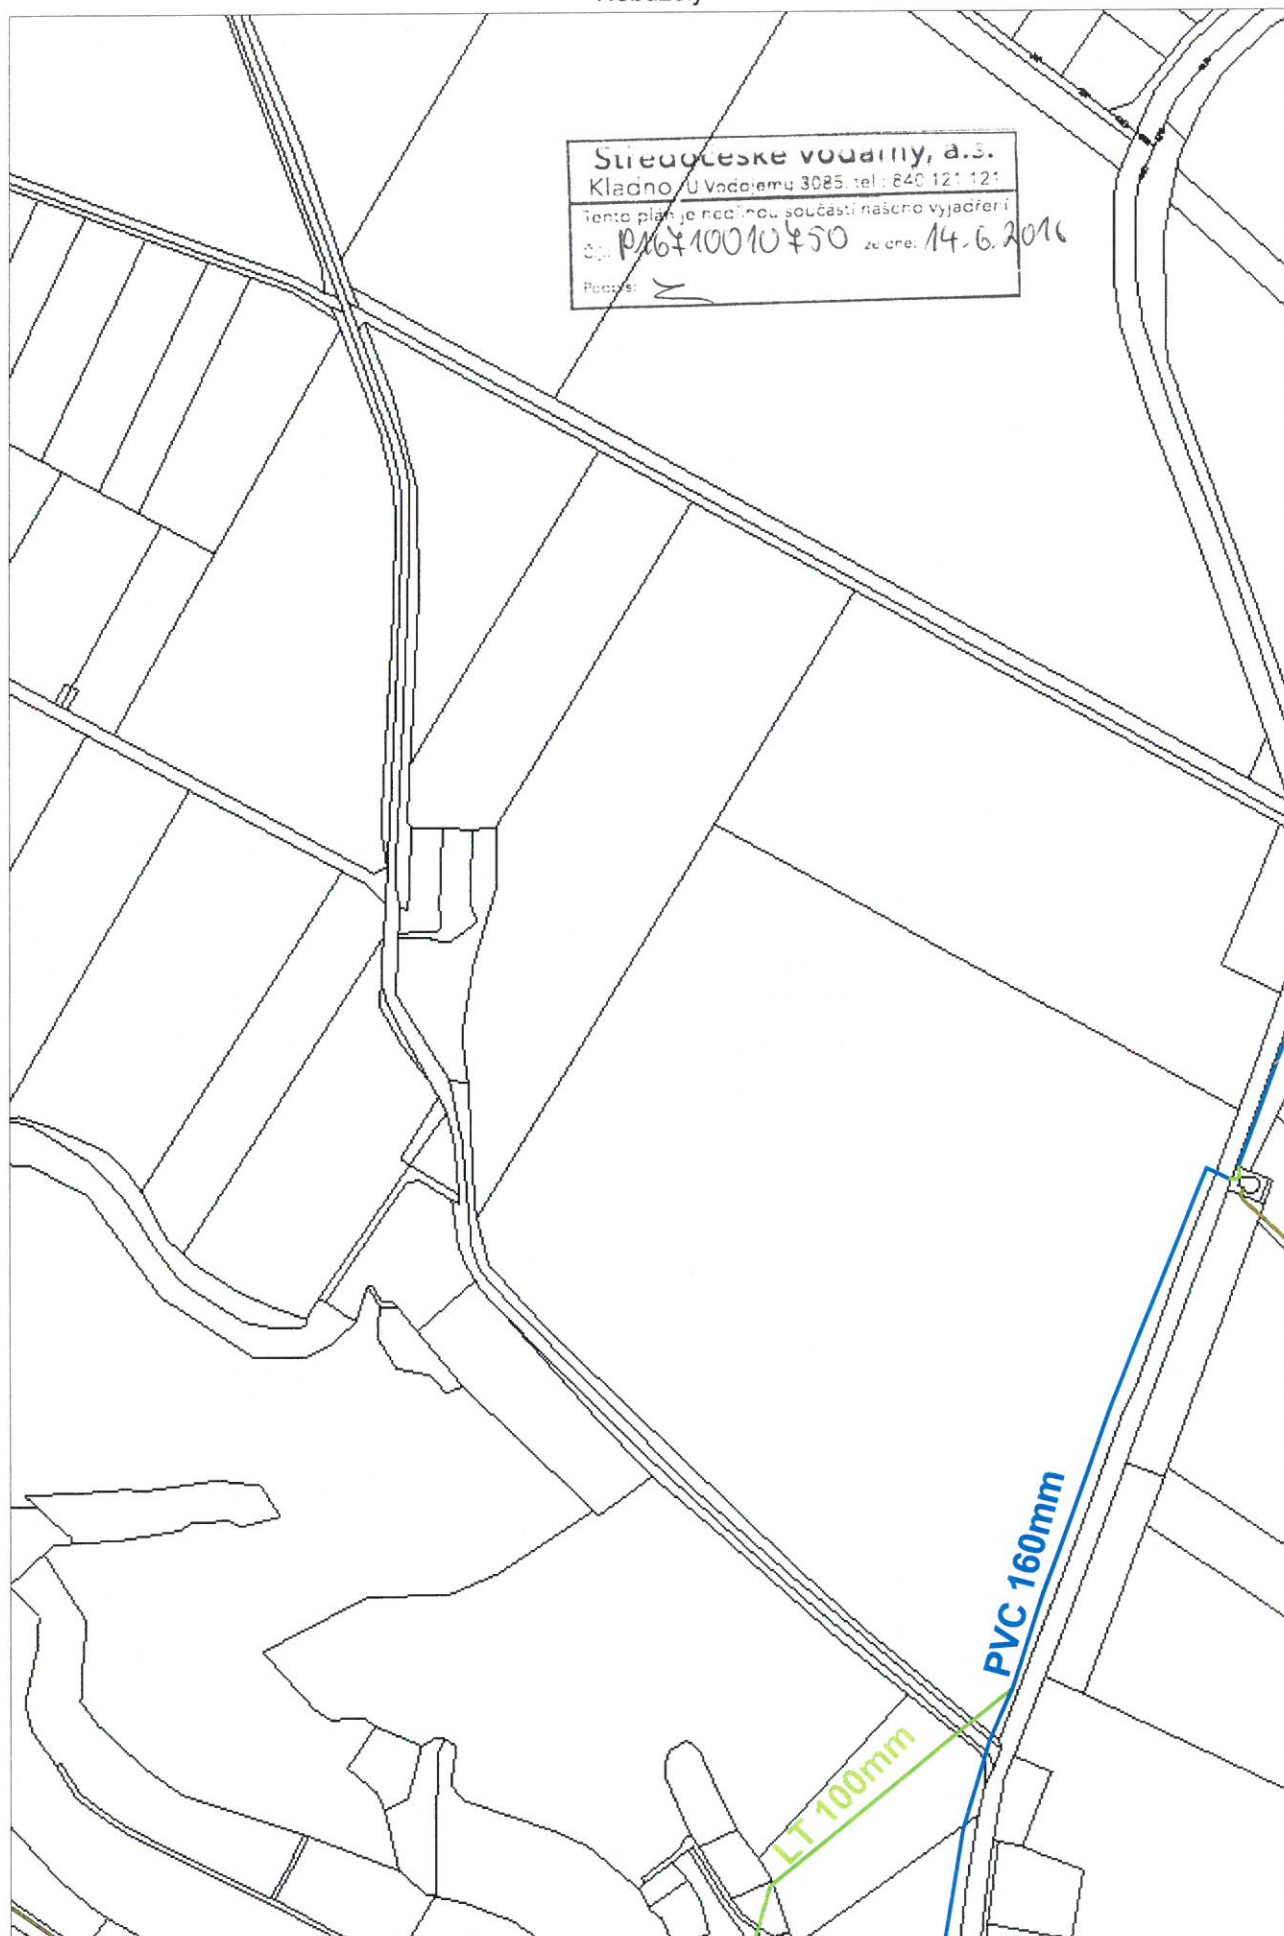 Středočeské vodárny, a.s.
Kladno, U Vodojemu 3085, tel.: 840 121 121
Tento plán je nedílnou součástí našeho vyjádření
č.j. P16710010750 ze dne: 14.6.2016
Podpis:
PVC 160mm
LT 100mm